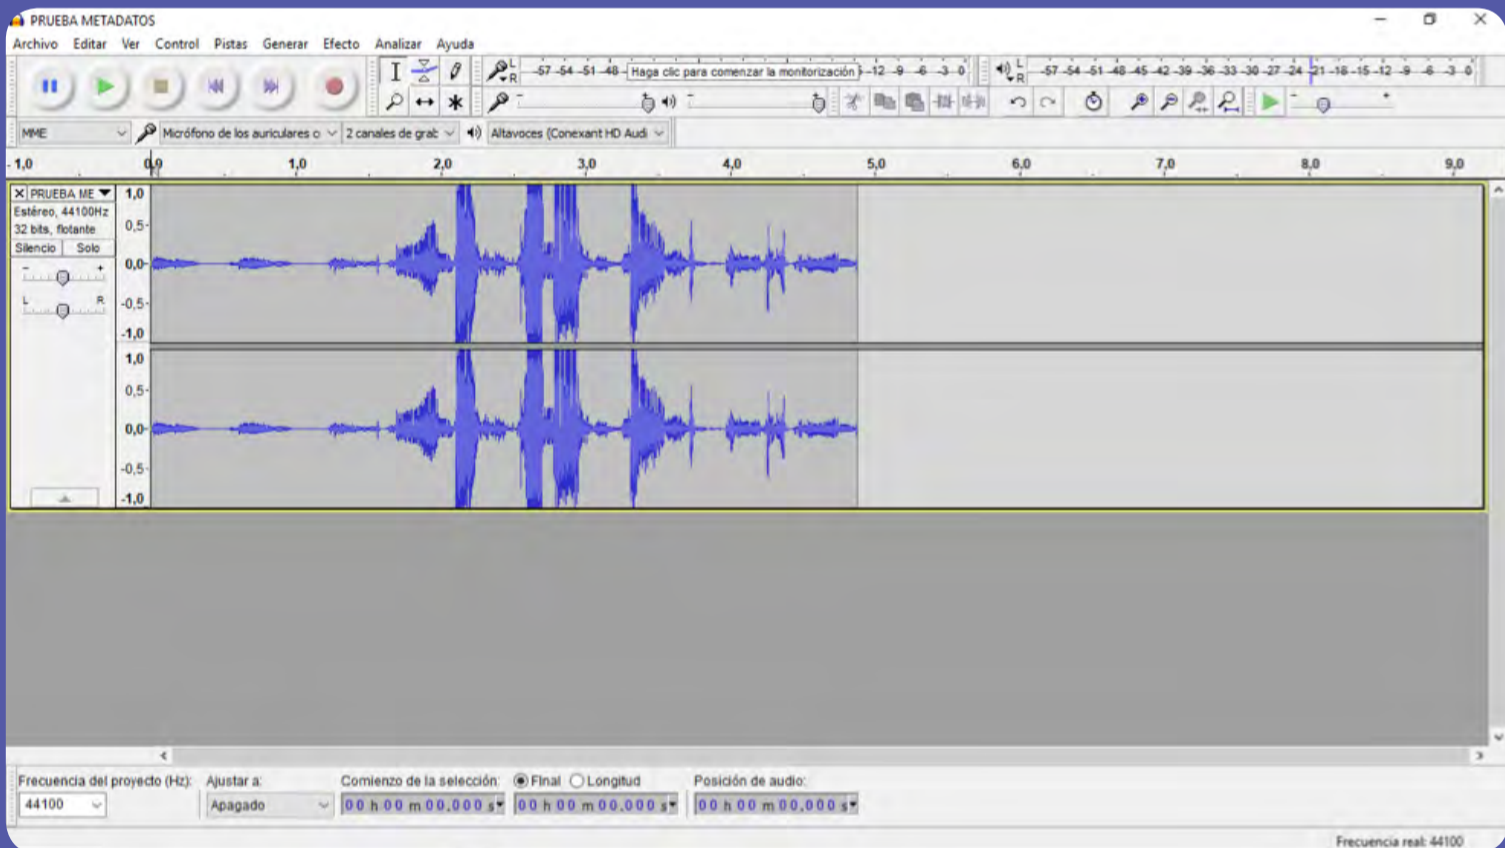 PRUEBA METADATOS
Archivo Editar Ver Control Pistas Generar Efecto Analizar Ayuda
L R -57 -54 -51 -48 Haga clic para comenzar la monitorización -12 -9 -6 -3 0 L R -57 -54 -51 -48 -45 -42 -39 -36 -33 -30 -27 -24 -21 -18 -15 -12 -9 -6 -3 0
MME Micrófono de los auriculares o 2 canales de grab Altavoces (Conexant HD Audi
- 1,0 0,0 1,0 2,0 3,0 4,0 5,0 6,0 7,0 8,0 9,0
X PRUEBA ME 1,0
Estéreo, 44100Hz
32 bits, flotante
0,5
Silencio Solo
- + 0,0
L R -0,5
-1,0
1,0
0,5
0,0
-0,5
-1,0
Frecuencia del proyecto (Hz): Ajustar a: Comienzo de la selección: Final Longitud Posición de audio:
44100 Apagado 00 h 00 m 00.000 s 00 h 00 m 00.000 s 00 h 00 m 00.000 s
Frecuencia real: 44100